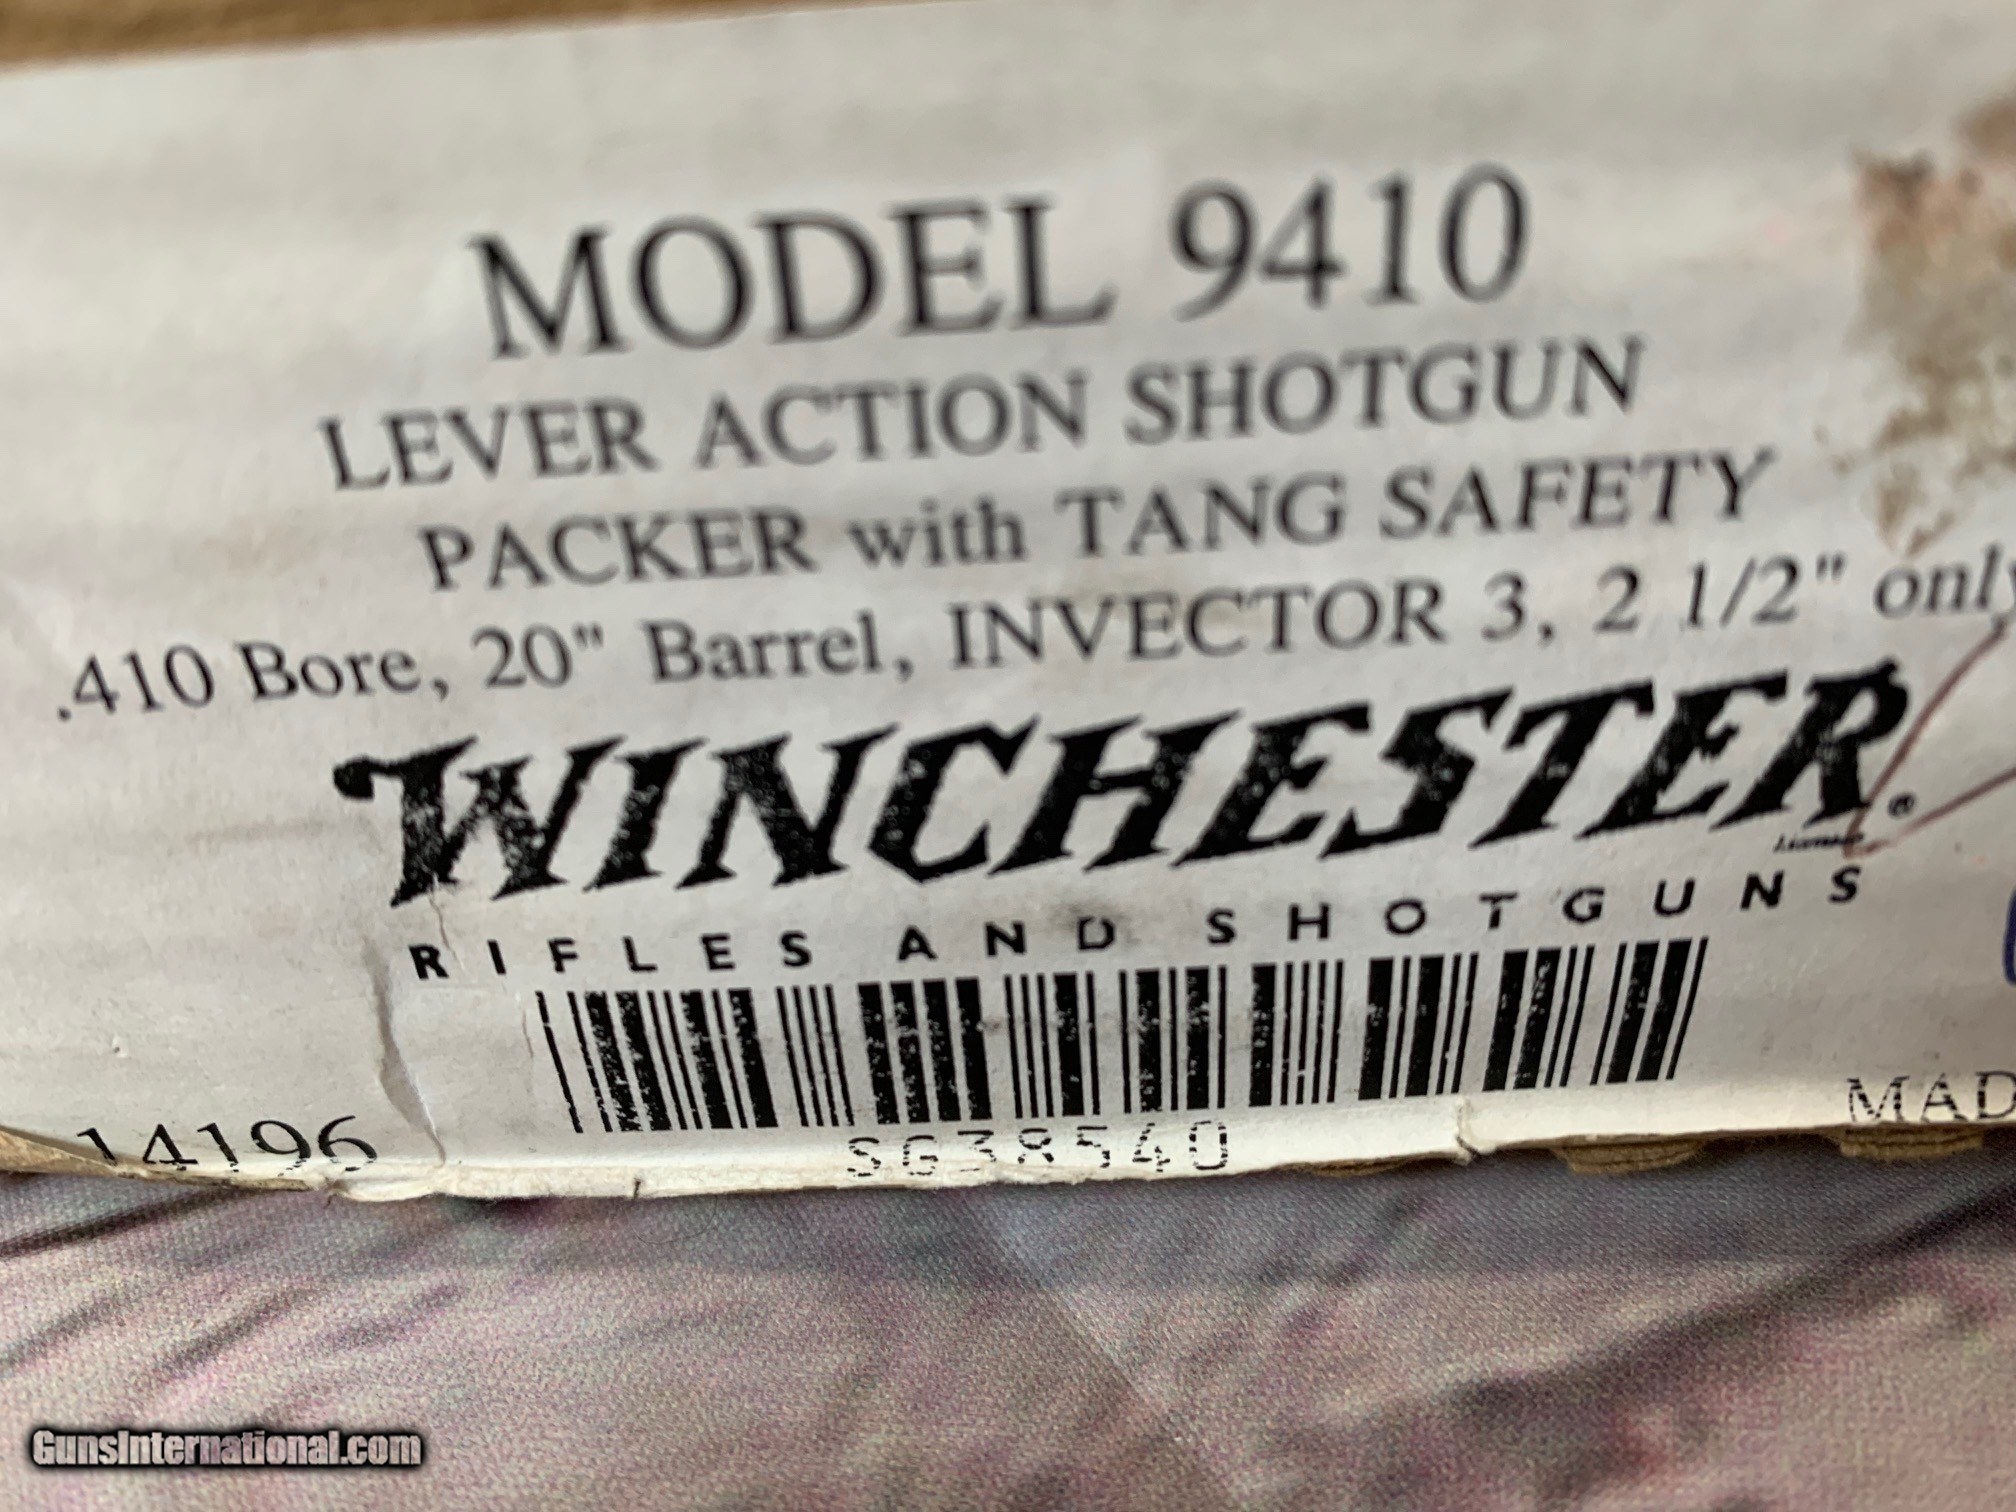 MODEL 9410
LEVER ACTION SHOTGUN
PACKER with TANG SAFETY
.410 Bore, 20" Barrel, INVECTOR 3, 2 1/2" only
WINCHESTER®
RIFLES AND SHOTGUNS
14196
SG38540
MAD
GunsInternational.com